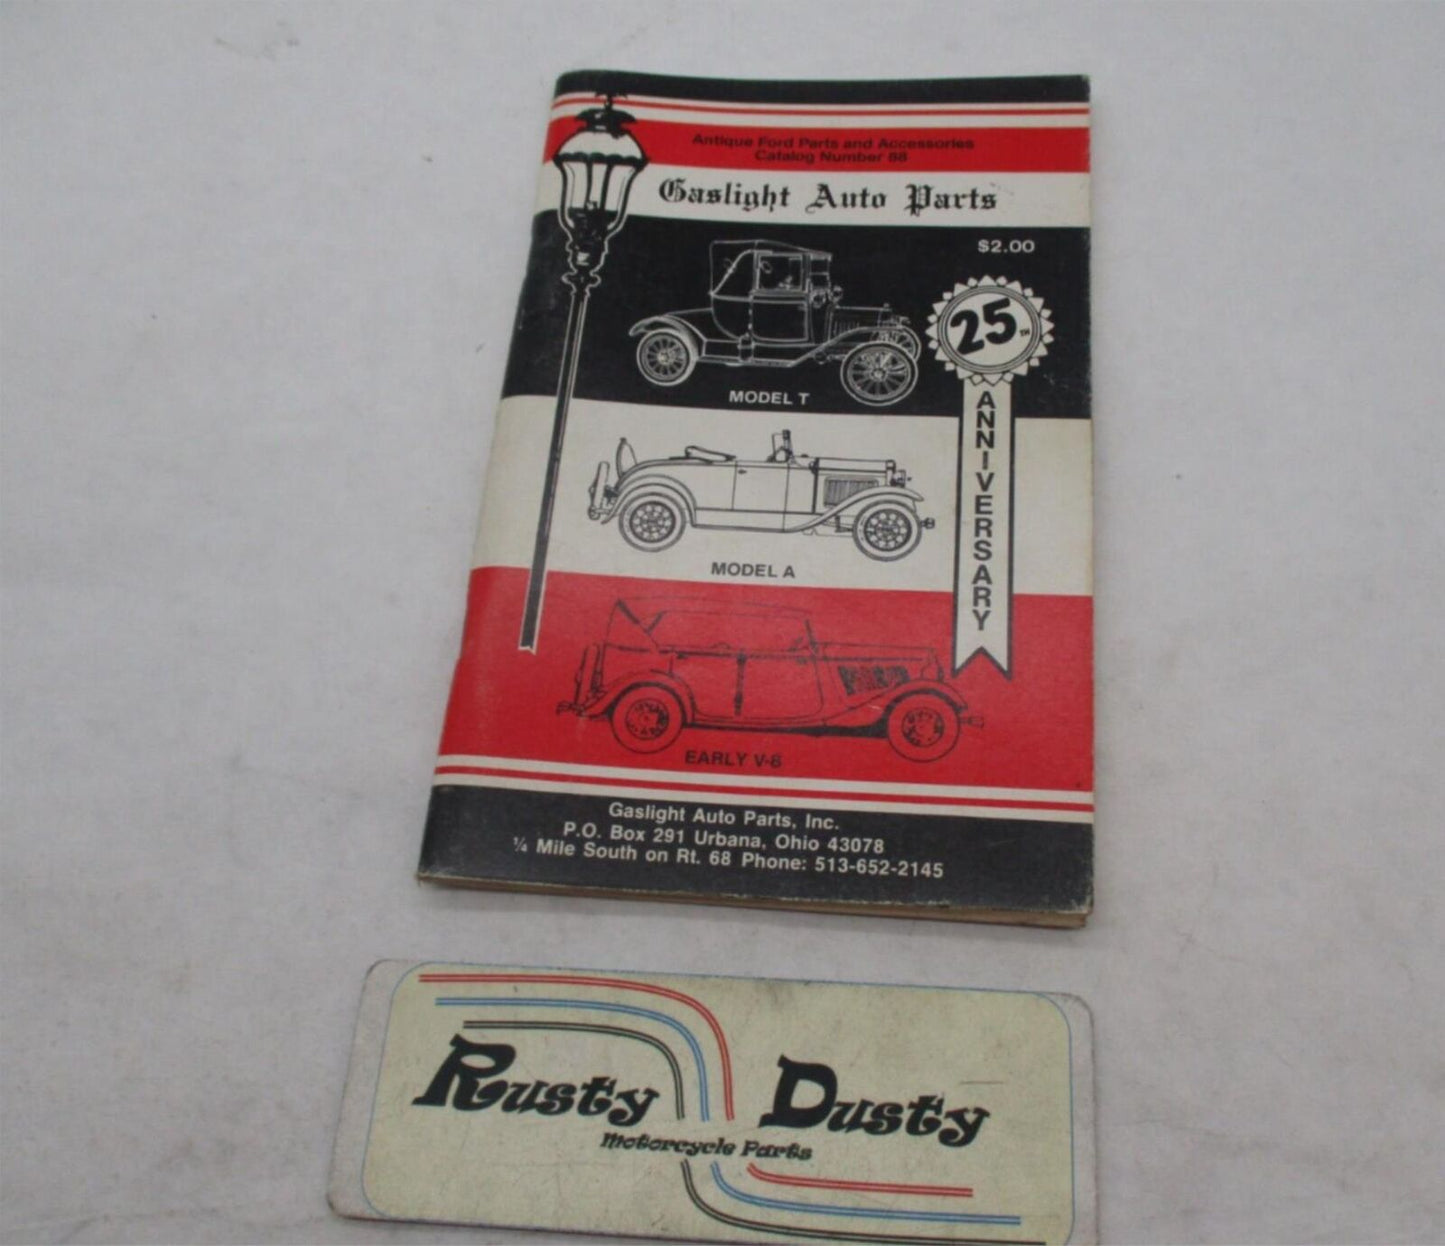 Antique Ford Parts and Accessories
Catalog Number 88
Gaslight Auto Parts
$2.00
25TH
ANNIVERSARY
MODEL T
MODEL A
EARLY V-8
Gaslight Auto Parts, Inc.
P.O. Box 291 Urbana, Ohio 43078
¼ Mile South on Rt. 68 Phone: 513-652-2145
Rusty Dusty
Motorcycle Parts